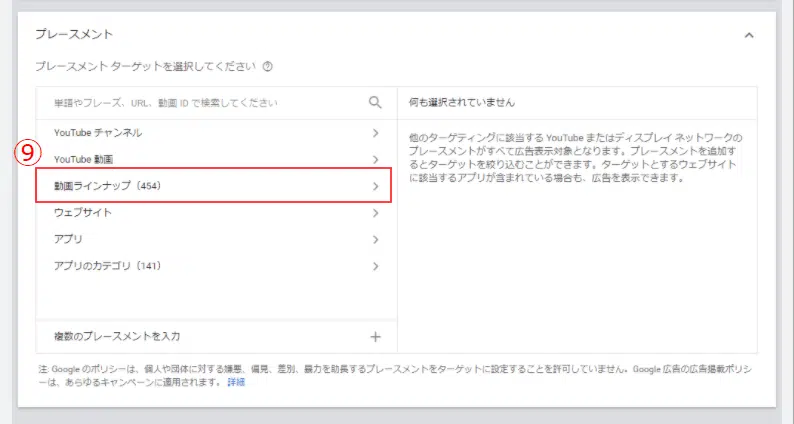 プレースメント
プレースメント ターゲットを選択してください
単語やフレーズ、URL、動画 ID で検索してください
何も選択されていません
⑨
YouTube チャンネル
YouTube 動画
動画ラインナップ（454）
ウェブサイト
アプリ
アプリのカテゴリ（141）
複数のプレースメントを入力
他のターゲティングに該当する YouTube またはディスプレイ ネットワークの
プレースメントがすべて広告表示対象となります。プレースメントを追加す
るとターゲットを絞り込むことができます。ターゲットとするウェブサイト
に該当するアプリが含まれている場合も、広告を表示できます。
注: Google のポリシーは、個人や団体に対する嫌悪、偏見、差別、暴力を助長するプレースメントをターゲットに設定することを許可していません。Google 広告の広告掲載ポリシ
ーは、あらゆるキャンペーンに適用されます。 詳細